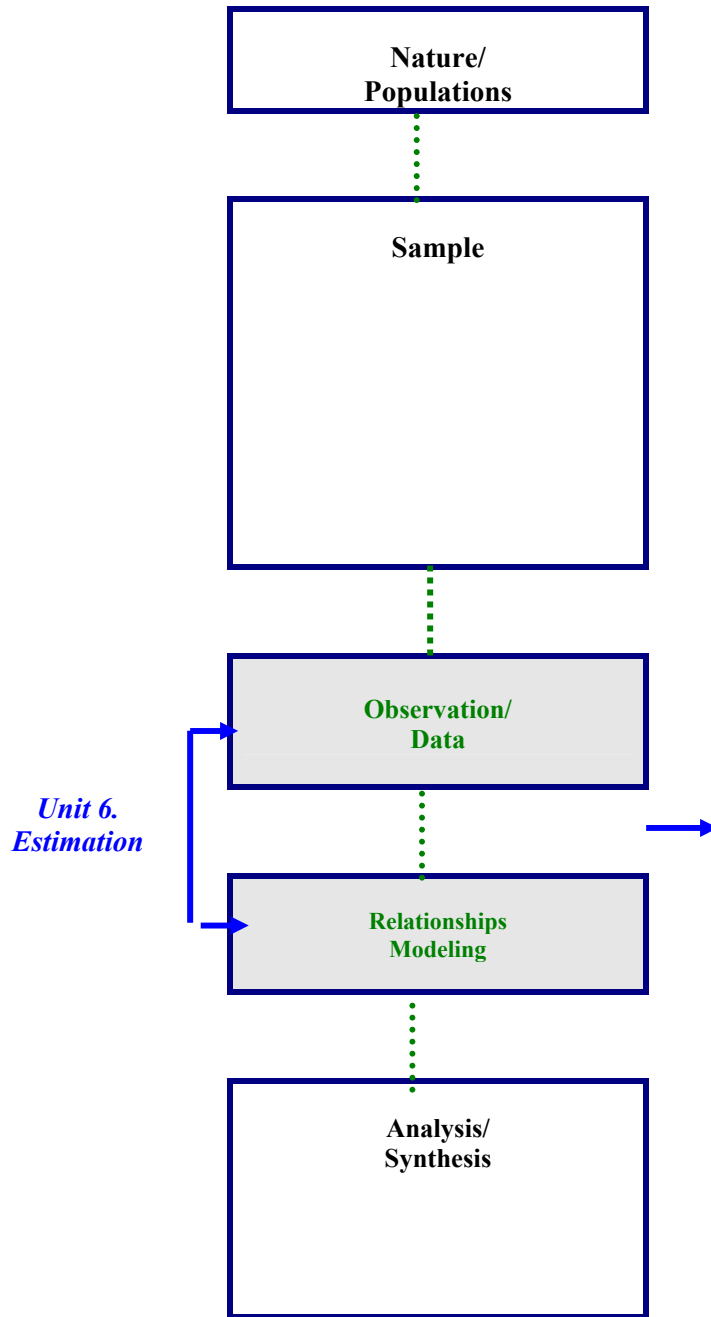 Nature/
Populations
Sample
Observation/
Data
Unit 6.
Estimation
Relationships
Modeling
Analysis/
Synthesis